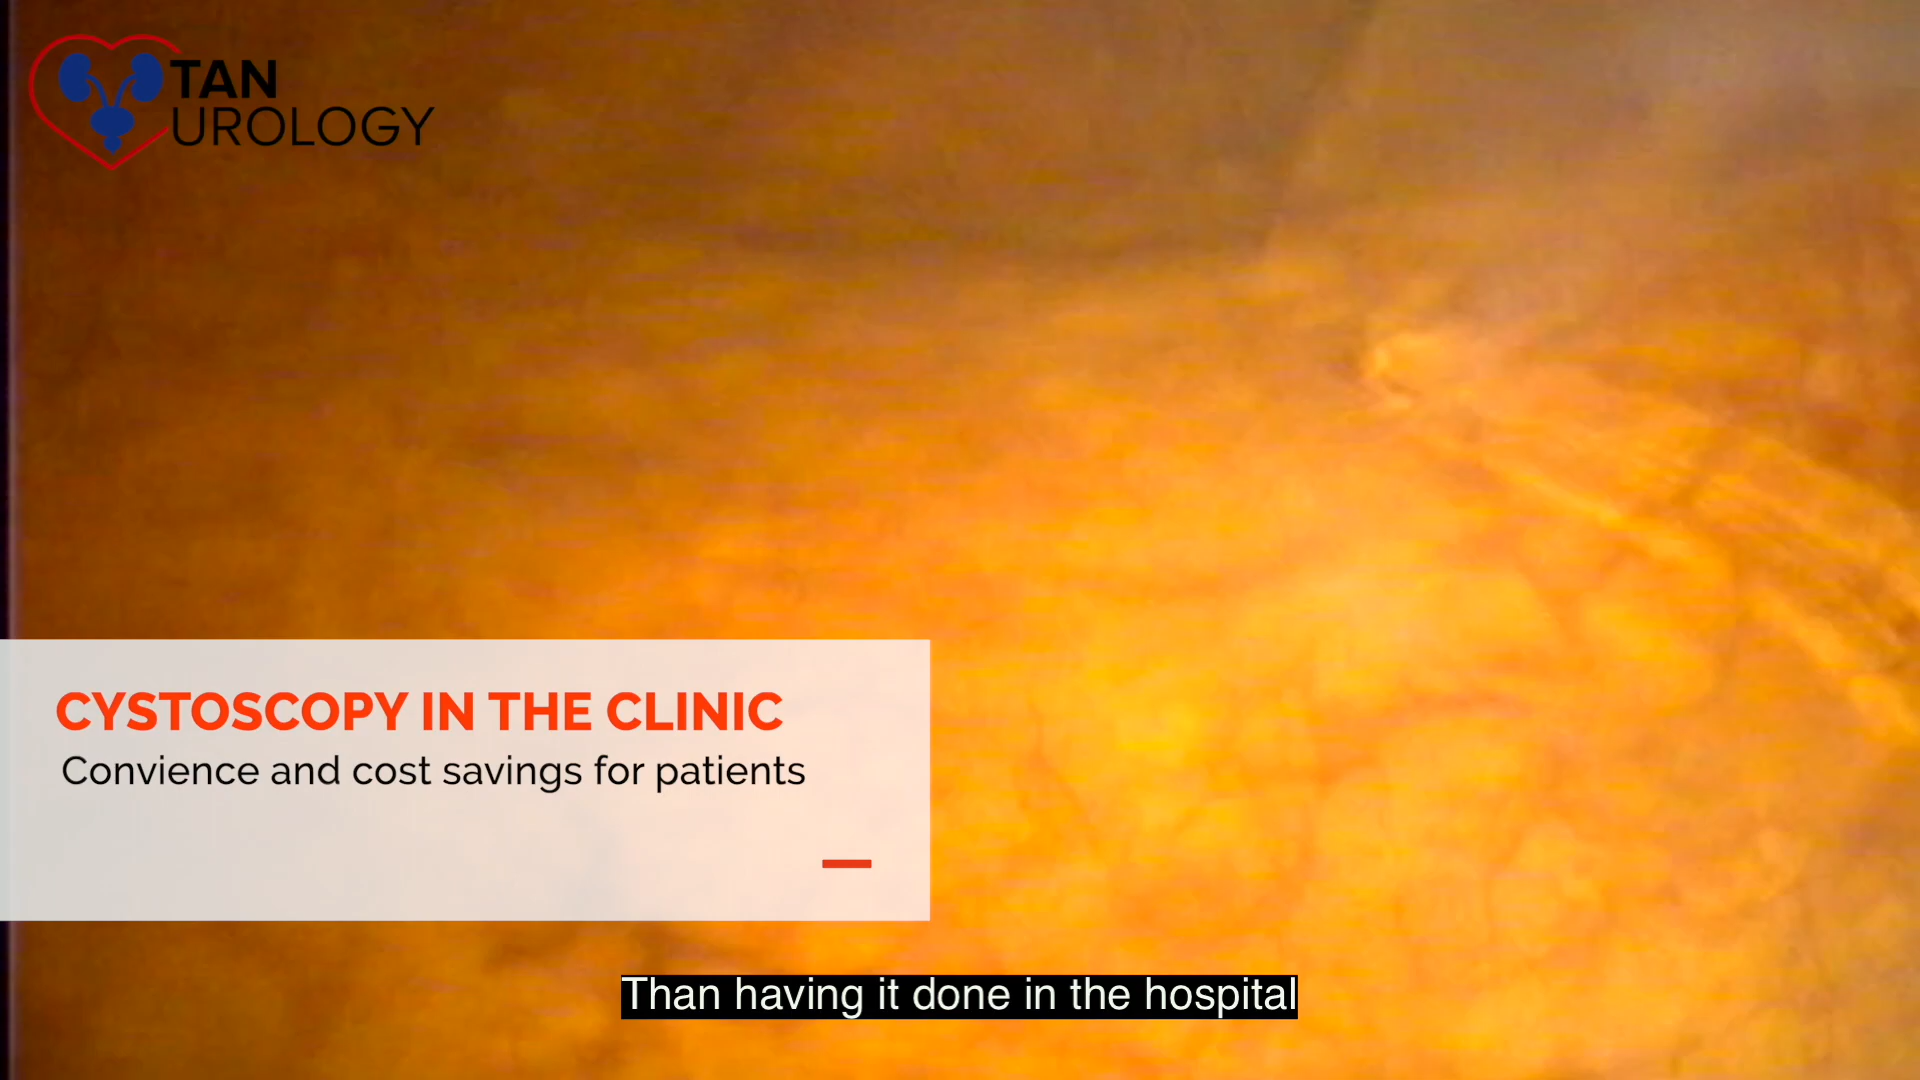 TAN
UROLOGY
CYSTOSCOPY IN THE CLINIC
Convience and cost savings for patients
Than having it done in the hospital